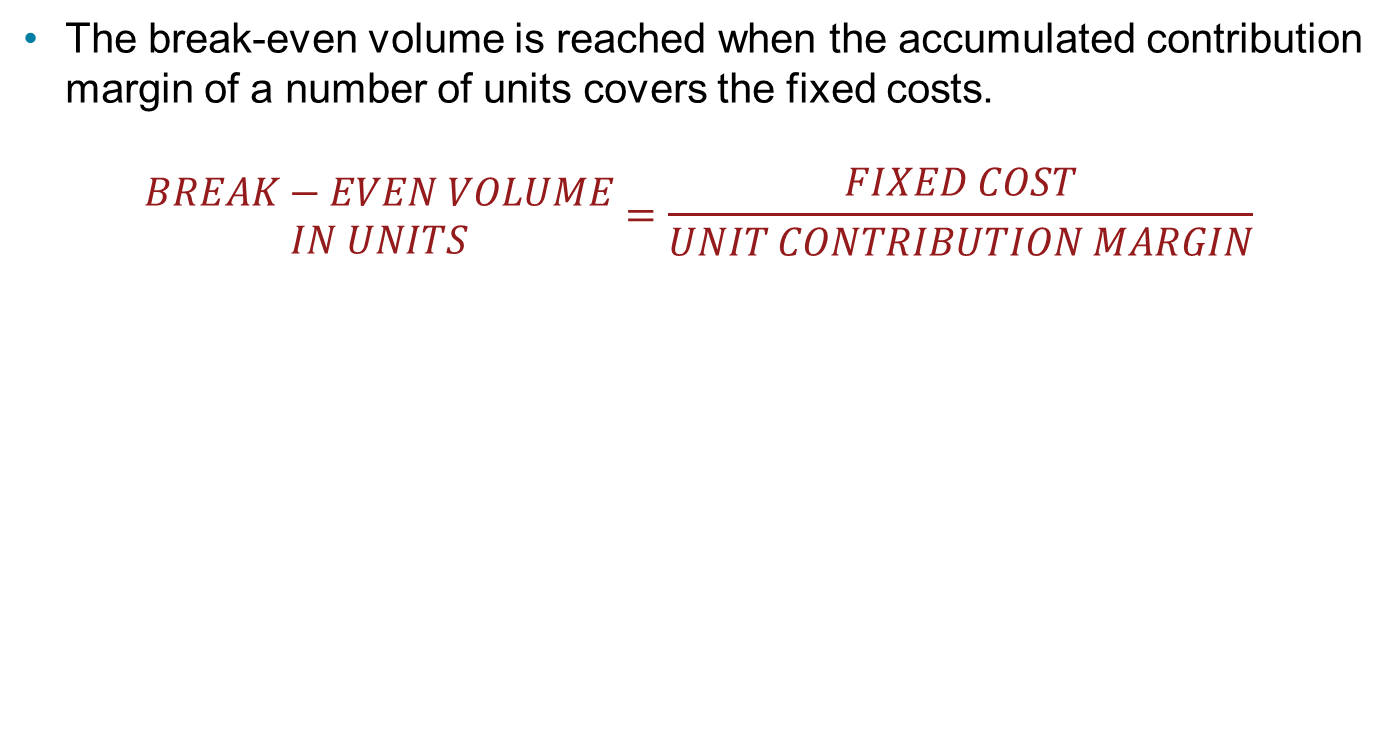 • The break-even volume is reached when the accumulated contribution
margin of a number of units covers the fixed costs.
BREAK − EVEN VOLUME
IN UNITS
=
FIXED COST
UNIT CONTRIBUTION MARGIN